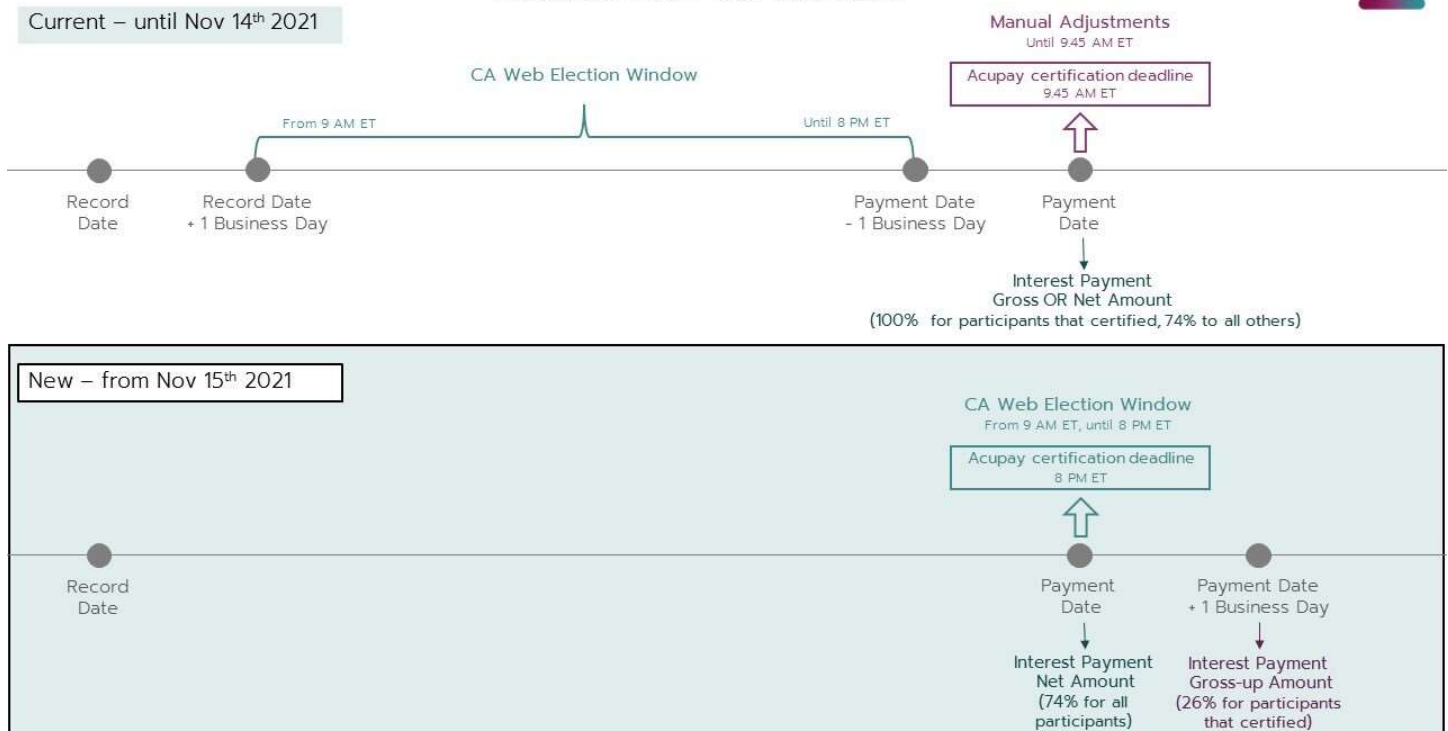 Current – until Nov 14th 2021
Manual Adjustments
Until 9.45 AM ET
CA Web Election Window
Acupay certification deadline
9.45 AM ET
From 9 AM ET
Until 8 PM ET
Record
Date
Record Date
+ 1 Business Day
Payment Date
- 1 Business Day
Payment
Date
Interest Payment
Gross OR Net Amount
(100% for participants that certified, 74% to all others)
New – from Nov 15th 2021
CA Web Election Window
From 9 AM ET, until 8 PM ET
Acupay certification deadline
8 PM ET
Record
Date
Payment
Date
Payment Date
+ 1 Business Day
Interest Payment
Net Amount
(74% for all
participants)
Interest Payment
Gross-up Amount
(26% for participants
that certified)